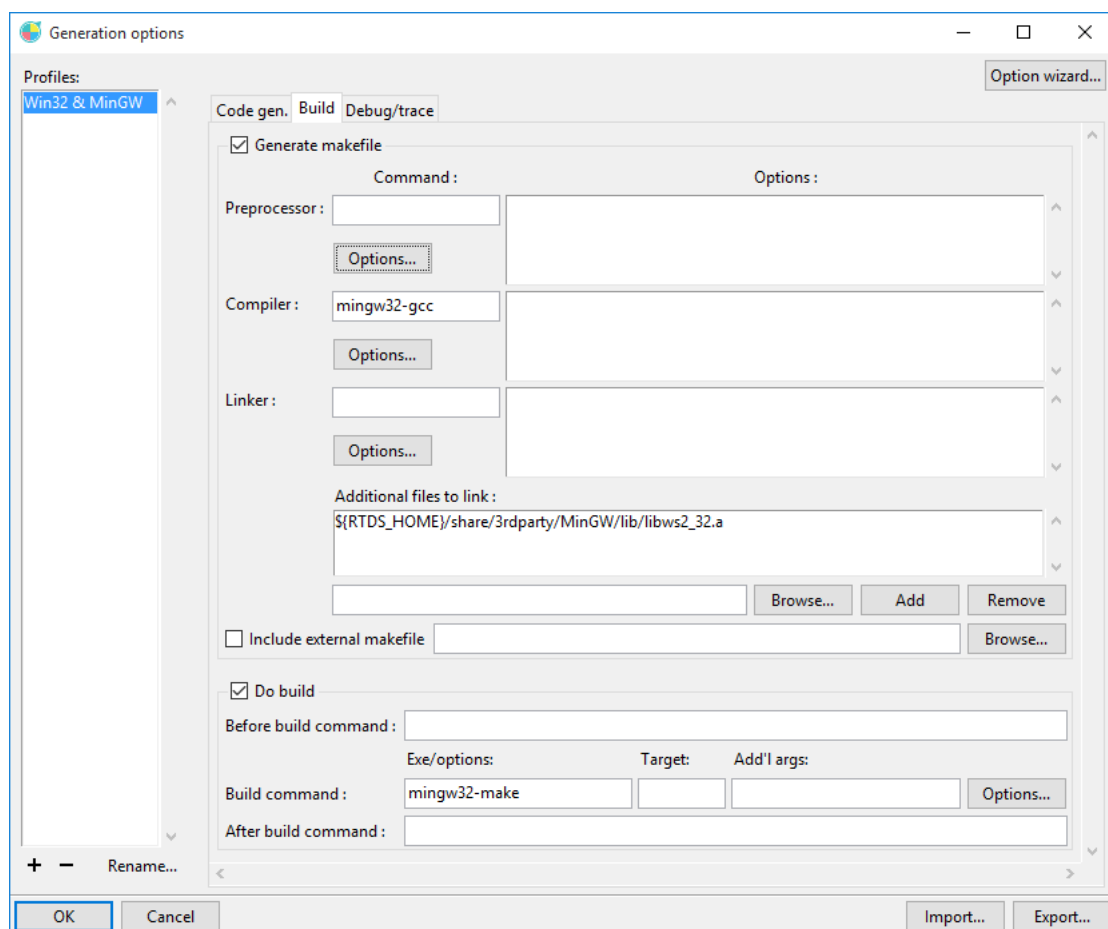 Generation options
Option wizard...
Profiles:
Win32 & MinGW
Code gen. Build Debug/trace
Generate makefile
Command : Options :
Preprocessor :
Options...
Compiler : mingw32-gcc
Options...
Linker :
Options...
Additional files to link :
${RTDS_HOME}/share/3rdparty/MinGW/lib/libws2_32.a
Browse... Add Remove
Include external makefile Browse...
Do build
Before build command :
Exe/options: Target: Add'l args:
Build command : mingw32-make Options...
After build command :
+ − Rename...
OK Cancel Import... Export...